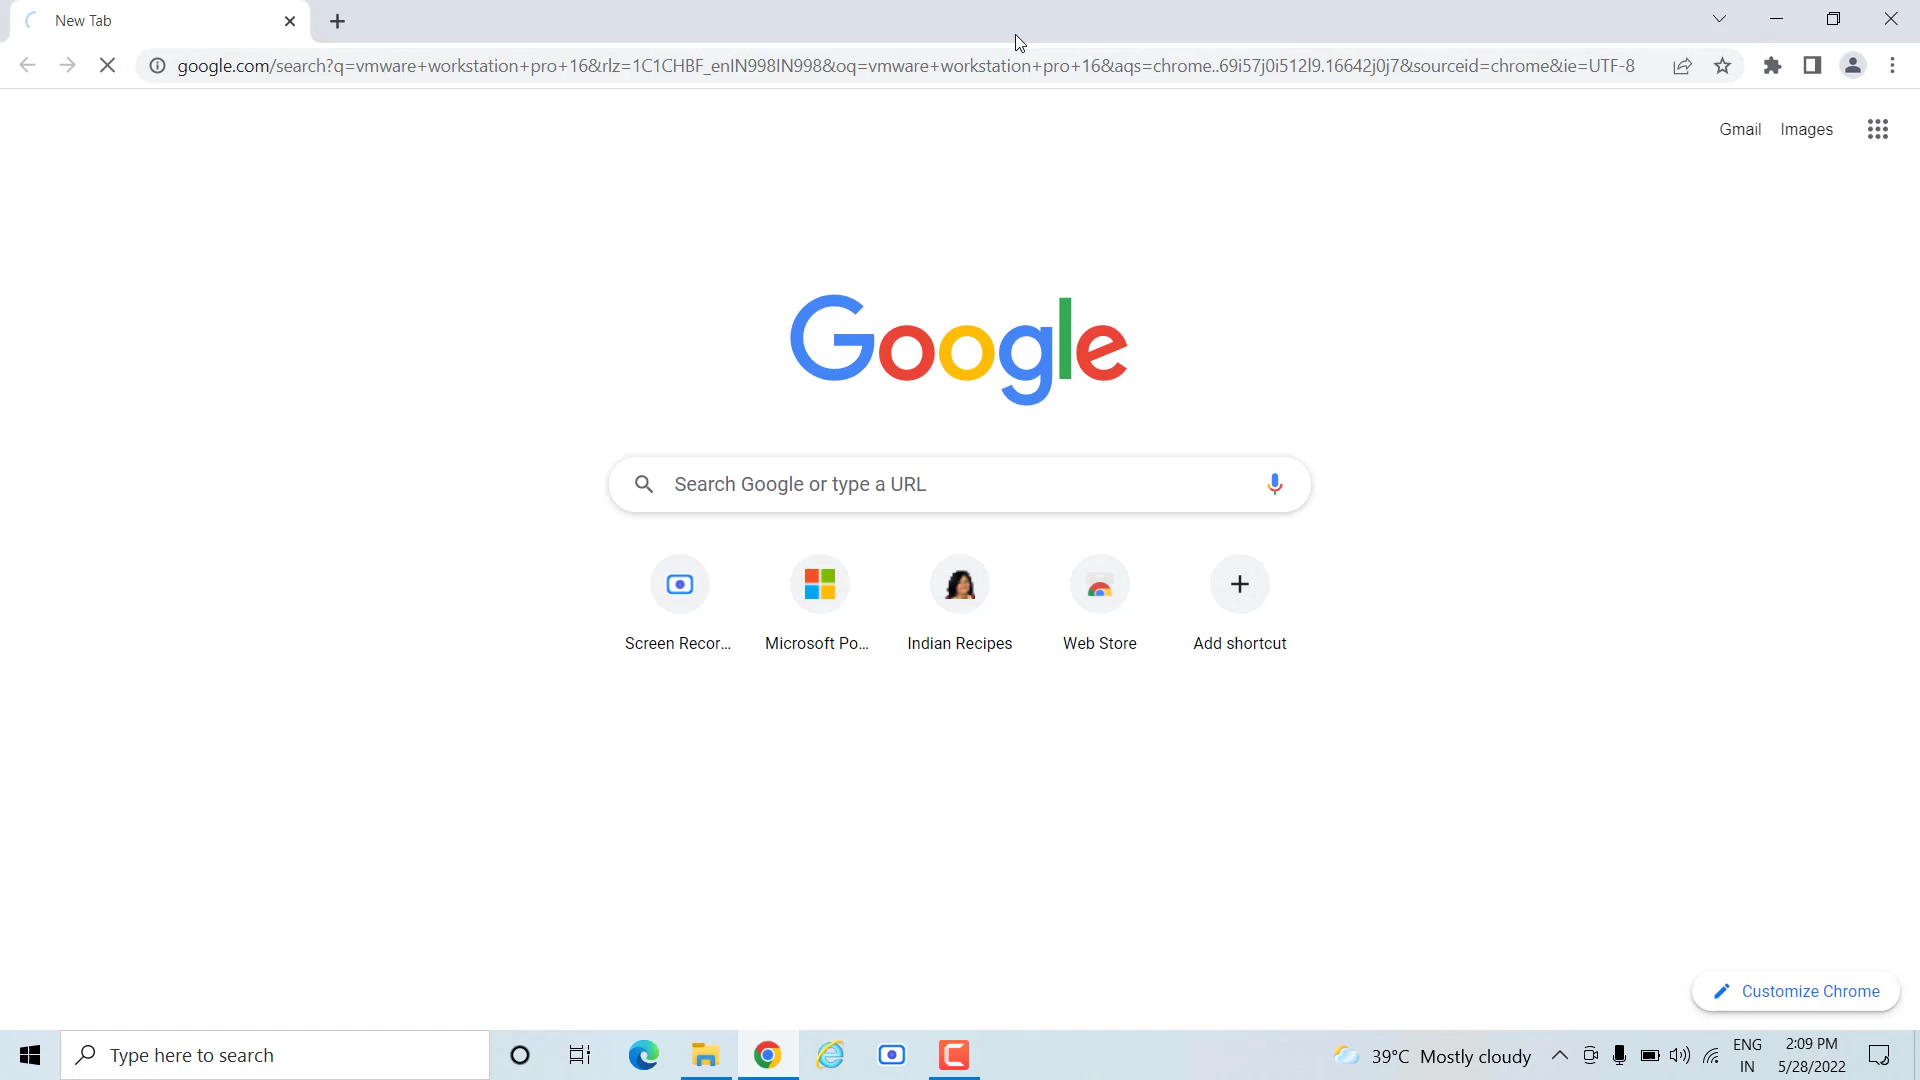 New Tab
google.com/search?q=vmware+workstation+pro+16&rlz=1C1CHBF_enIN998IN998&oq=vmware+workstation+pro+16&aqs=chrome..69i57j0i512l9.16642j0j7&sourceid=chrome&ie=UTF-8
Gmail Images
Google
Search Google or type a URL
Screen Recor... Microsoft Po... Indian Recipes Web Store Add shortcut
Customize Chrome
Type here to search
39°C Mostly cloudy
ENG
IN
2:09 PM
5/28/2022